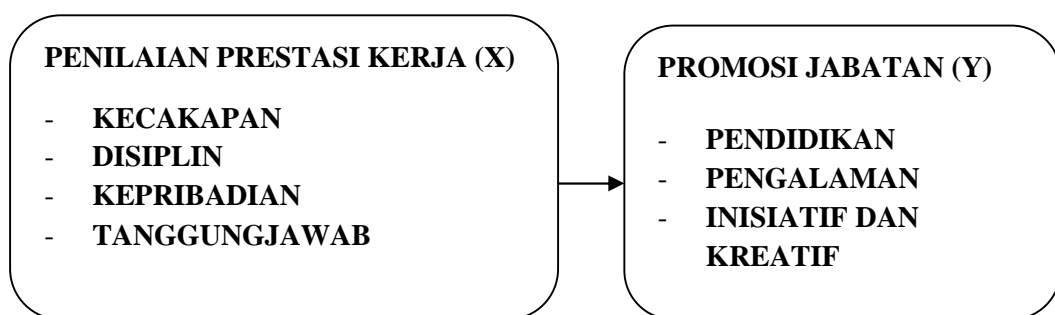 PENILAIAN PRESTASI KERJA (X)
- KECAKAPAN
- DISIPLIN
- KEPRIBADIAN
- TANGGUNGJAWAB
PROMOSI JABATAN (Y)
- PENDIDIKAN
- PENGALAMAN
- INISIATIF DAN
KREATIF